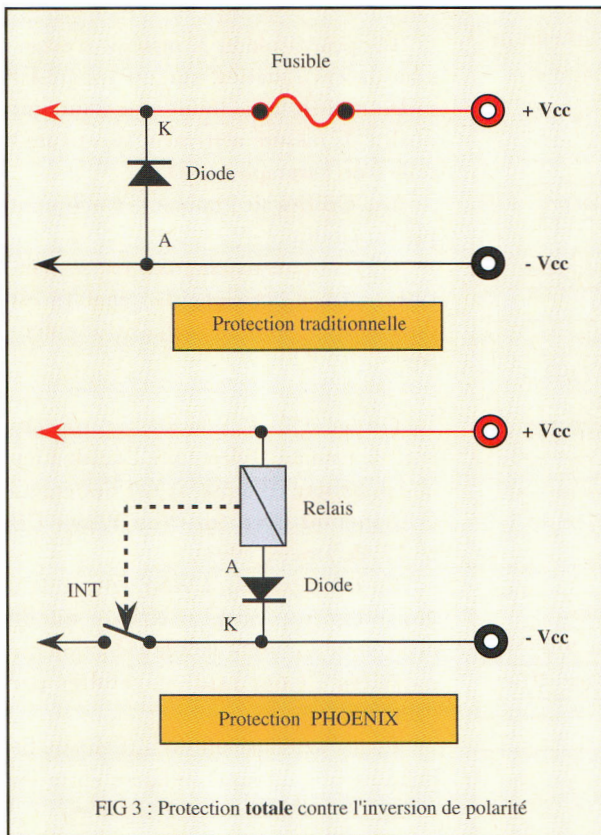 Fusible
+ Vcc
K
Diode
A
- Vcc
Protection traditionnelle
+ Vcc
Relais
A
Diode
INT
K
- Vcc
Protection PHOENIX
FIG 3 : Protection totale contre l'inversion de polarité